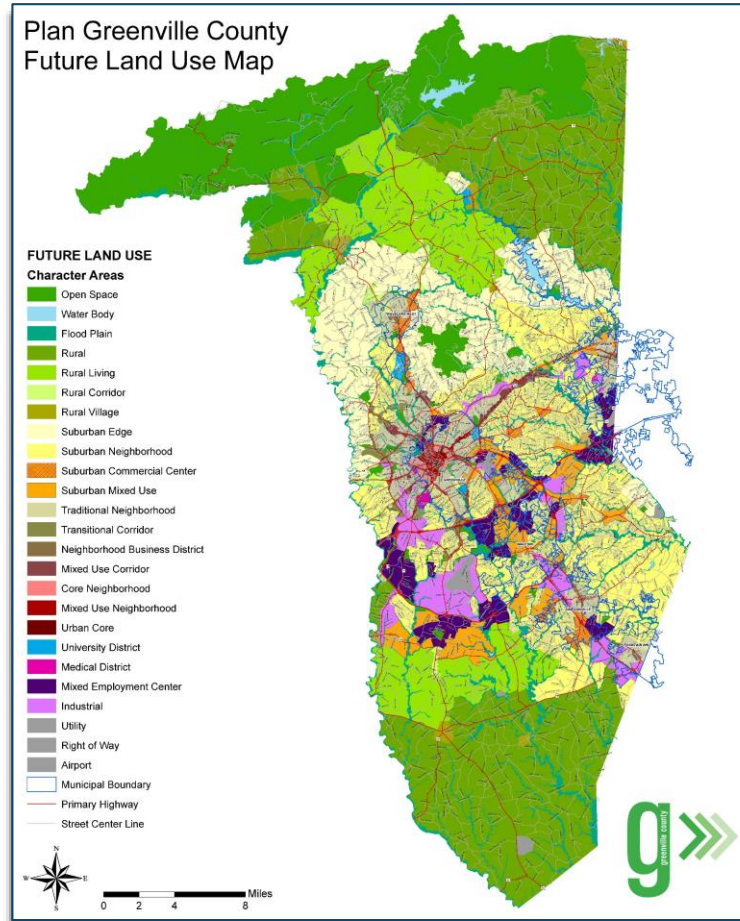 Plan Greenville County
Future Land Use Map
FUTURE LAND USE
Character Areas
Open Space
Water Body
Flood Plain
Rural
Rural Living
Rural Corridor
Rural Village
Suburban Edge
Suburban Neighborhood
Suburban Commercial Center
Suburban Mixed Use
Traditional Neighborhood
Transitional Corridor
Neighborhood Business District
Mixed Use Corridor
Core Neighborhood
Mixed Use Neighborhood
Urban Core
University District
Medical District
Mixed Employment Center
Industrial
Utility
Right of Way
Airport
Municipal Boundary
Primary Highway
Street Center Line
N
W E
S
Miles
0 2 4 8
g
greenville county